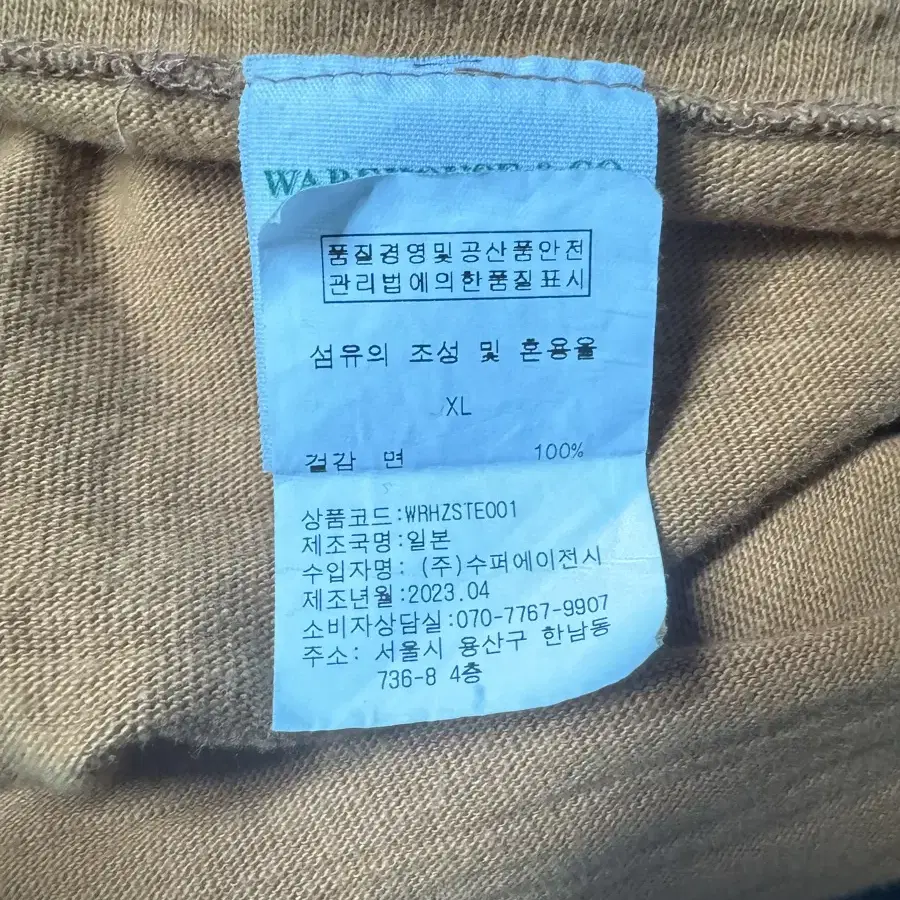 WAREHOUSE & CO
품질경영및공산품안전
관리법에의한품질표시
섬유의 조성 및 혼용율
XL
겉감 면 100%
상품코드:WRHZSTE001
제조국명:일본
수입자명: (주)수퍼에이전시
제조년월:2023.04
소비자상담실:070-7767-9907
주소: 서울시 용산구 한남동
736-8 4층